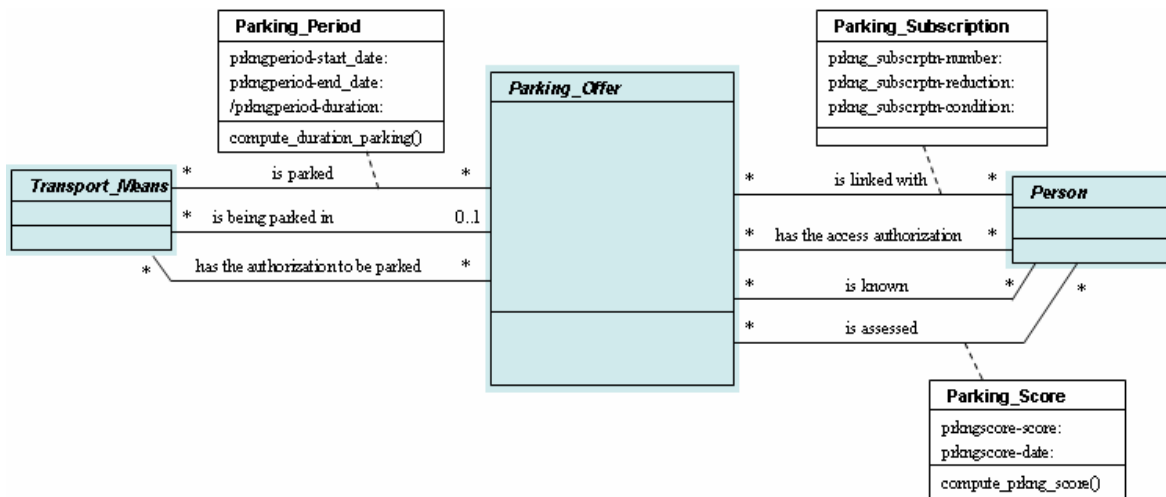 Parking_Period
prkngperiod-start_date:
prkngperiod-end_date:
/prkngperiod-duration:
compute_duration_parking()
Parking_Subscription
prkng_subscrptn-number:
prkng_subscrptn-reduction:
prkng_subscrptn-condition:
Parking_Offer
Transport_Means
* is parked *
* is being parked in 0..1
* has the authorization to be parked *
* is linked with *
* has the access authorization *
* is known *
* is assessed *
Person
Parking_Score
prkngscore-score:
prkngscore-date:
compute_prkng_score()